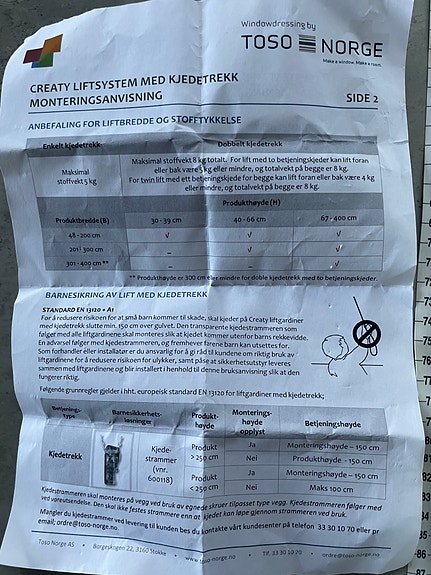 Windowdressing by
TOSO NORGE
Make a window. Make a room.
CREATY LIFTSYSTEM MED KJEDETREKK
MONTERINGSANVISNING
SIDE 2
ANBEFALING FOR LIFTBREDDE OG STOFFTYKKELSE
Enkelt kjedetrekk
Dobbelt kjedetrekk
Maksimal
stoffvekt 5 kg
Maksimal stoffvekt 8 kg totalt. For lift med to betjeningskjeder kan lift foran
eller bak være 5 kg eller mindre, og totalvekt på begge er 8 kg.
For twin lift med ett betjeningskjede for begge kan lift foran eller bak være 4 kg
eller mindre, og totalvekt på begge er 8 kg.
Produkthøyde (H)
Produktbredde (B) 30 - 39 cm 40 - 66 cm 67 - 400 cm
48 - 200 cm √ √ √
201 - 300 cm – √ √
301 - 400 cm ** – – √
** Produkthøyde er 300 cm eller mindre for doble kjedetrekk med to betjeningskjeder.
BARNESIKRING AV LIFT MED KJEDETREKK
STANDARD EN 13120 + A1
For å redusere risikoen for at små barn kommer til skade, skal kjeder på Creaty liftgardiner
med kjedetrekk slutte min. 150 cm over gulvet. Den transparente kjedestrammeren som
følger med alle liftgardinene skal monteres slik at kjedet kommer utenfor barns rekkevidde.
En advarsel følger med kjedestrammeren, og fremhever farene barn kan utsettes for.
Som forhandler eller installatør er du ansvarlig for å gi råd til kundene om riktig bruk av
liftgardinene for å redusere risikoen for ulykker, samt påse at sikkerhetsutstyr leveres
sammen med liftgardinene og blir installert i henhold til denne bruksanvisning slik at den
fungerer riktig.
Følgende grunnregler gjelder i hht. europeisk standard EN 13120 for liftgardiner med kjedetrekk;
Betjenings-
type
Barnesikkerhets-
løsninger
Produkt-
høyde
Monterings-
høyde
opplyst
Betjeningshøyde
Kjedetrekk
Kjede-
strammer
(vnr.
600118)
Produkt
> 250 cm
Ja Monteringshøyde – 150 cm
Nei Produkthøyde - 150 cm
Produkt
< 250 cm
Ja Monteringshøyde – 150 cm
Nei Maks 100 cm
Kjedestrammeren skal monteres på vegg ved bruk av egnede skruer tilpasset type vegg. Kjedestrammeren følger med
ved vareutsendelse. Den skal ikke festes strammere enn at kjedet kan løpe gjennom strammeren ved bruk.
Mangler du kjedestrammer ved levering til kunden bes du kontakte vårt kundesenter på telefon 33 30 10 70 eller pr
email; ordre@toso-norge.no.
Toso Norge AS • Borgeskogen 22, 3160 Stokke • www.toso-norge.no • Tlf. 33 30 10 70 • ordre@toso-norge.no